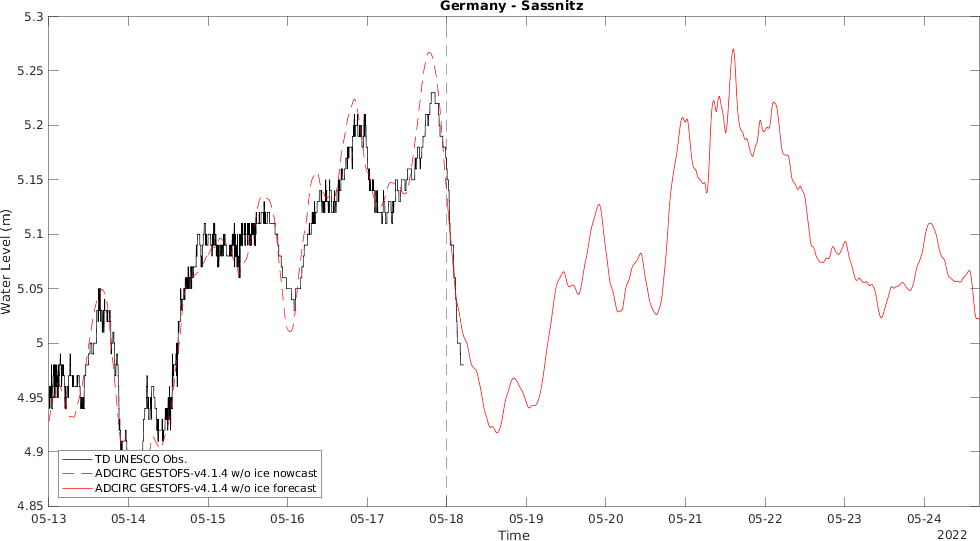 Germany - Sassnitz
5.3
5.25
5.2
5.15
5.1
5.05
5
4.95
4.9
4.85
Water Level (m)
TD UNESCO Obs.
ADCIRC GESTOFS-v4.1.4 w/o ice nowcast
ADCIRC GESTOFS-v4.1.4 w/o ice forecast
05-13 05-14 05-15 05-16 05-17 05-18 05-19 05-20 05-21 05-22 05-23 05-24
Time
2022